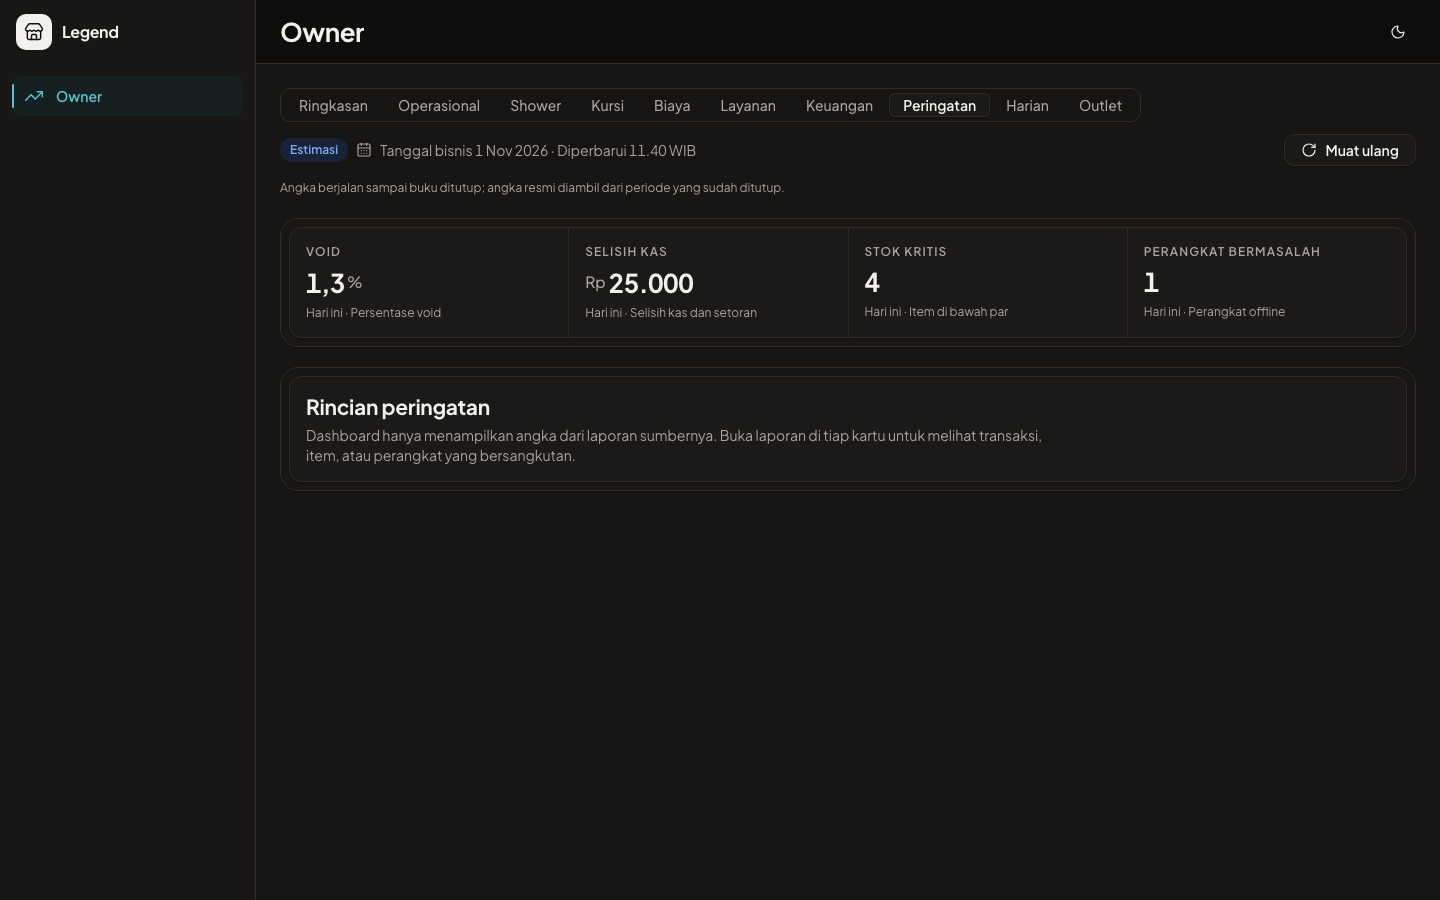 Legend
Owner
Owner
Ringkasan Operasional Shower Kursi Biaya Layanan Keuangan Peringatan Harian Outlet
Estimasi Tanggal bisnis 1 Nov 2026 · Diperbarui 11.40 WIB
Muat ulang
Angka berjalan sampai buku ditutup; angka resmi diambil dari periode yang sudah ditutup.
VOID
1,3%
Hari ini · Persentase void
SELISIH KAS
Rp 25.000
Hari ini · Selisih kas dan setoran
STOK KRITIS
4
Hari ini · Item di bawah par
PERANGKAT BERMASALAH
1
Hari ini · Perangkat offline
Rincian peringatan
Dashboard hanya menampilkan angka dari laporan sumbernya. Buka laporan di tiap kartu untuk melihat transaksi,
item, atau perangkat yang bersangkutan.